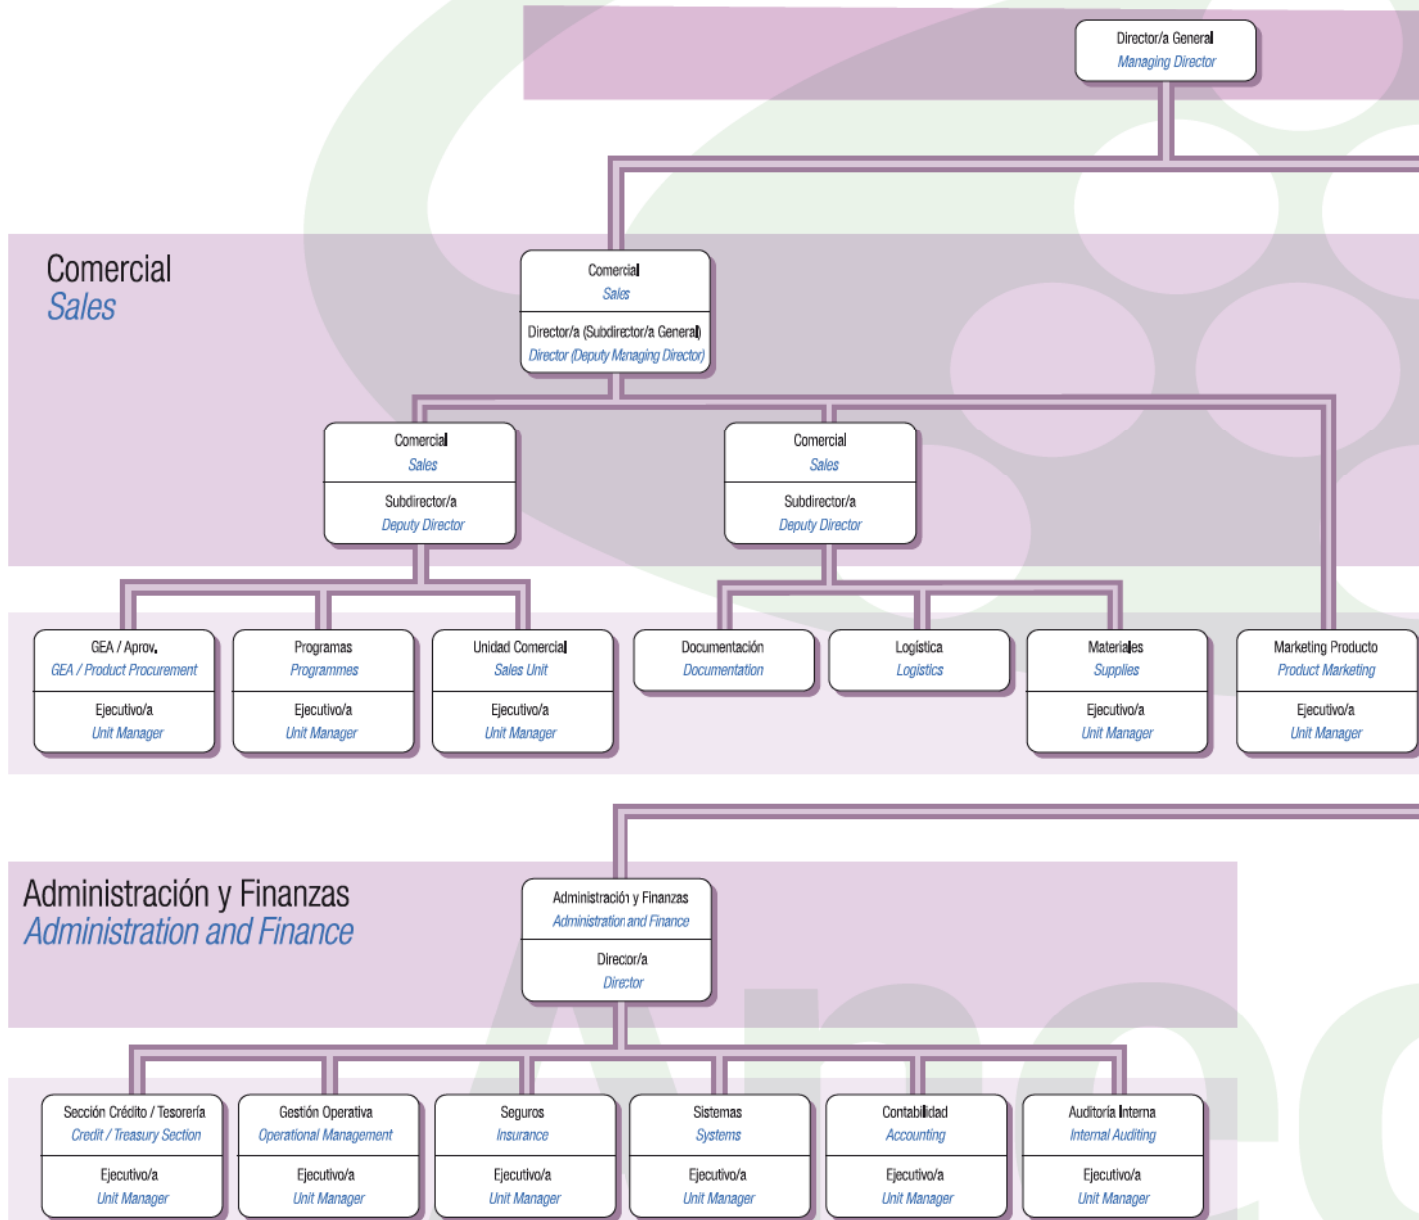 Director/a General
Managing Director
Comercial
Sales
Comercial
Sales
Director/a (Subdirector/a General)
Director (Deputy Managing Director)
Comercial
Sales
Subdirector/a
Deputy Director
Comercial
Sales
Subdirector/a
Deputy Director
GEA / Aprov.
GEA / Product Procurement
Ejecutivo/a
Unit Manager
Programas
Programmes
Ejecutivo/a
Unit Manager
Unidad Comercial
Sales Unit
Ejecutivo/a
Unit Manager
Documentación
Documentation
Logística
Logistics
Materiales
Supplies
Ejecutivo/a
Unit Manager
Marketing Producto
Product Marketing
Ejecutivo/a
Unit Manager
Administración y Finanzas
Administration and Finance
Administración y Finanzas
Administration and Finance
Director/a
Director
Sección Crédito / Tesorería
Credit / Treasury Section
Ejecutivo/a
Unit Manager
Gestión Operativa
Operational Management
Ejecutivo/a
Unit Manager
Seguros
Insurance
Ejecutivo/a
Unit Manager
Sistemas
Systems
Ejecutivo/a
Unit Manager
Contabilidad
Accounting
Ejecutivo/a
Unit Manager
Auditoría Interna
Internal Auditing
Ejecutivo/a
Unit Manager